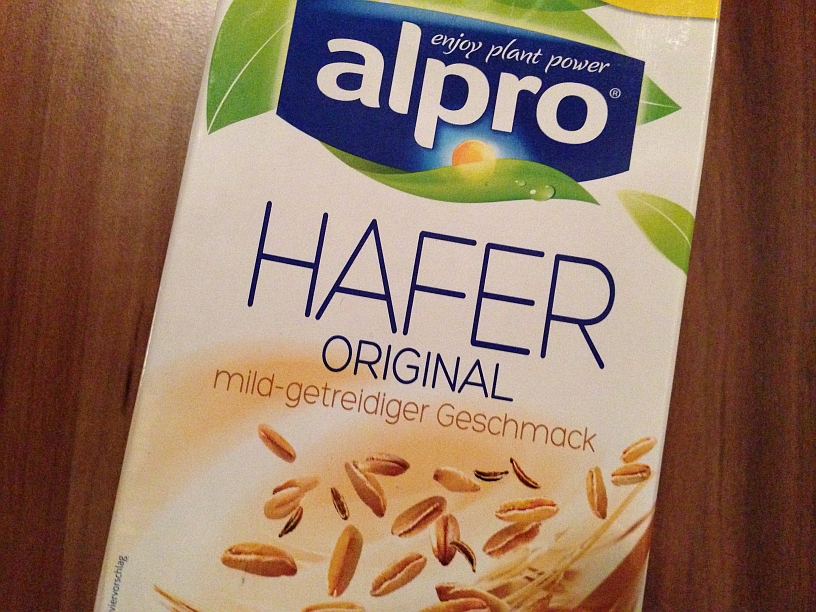 enjoy plant power
alpro®
HAFER
ORIGINAL
mild-getreidiger Geschmack